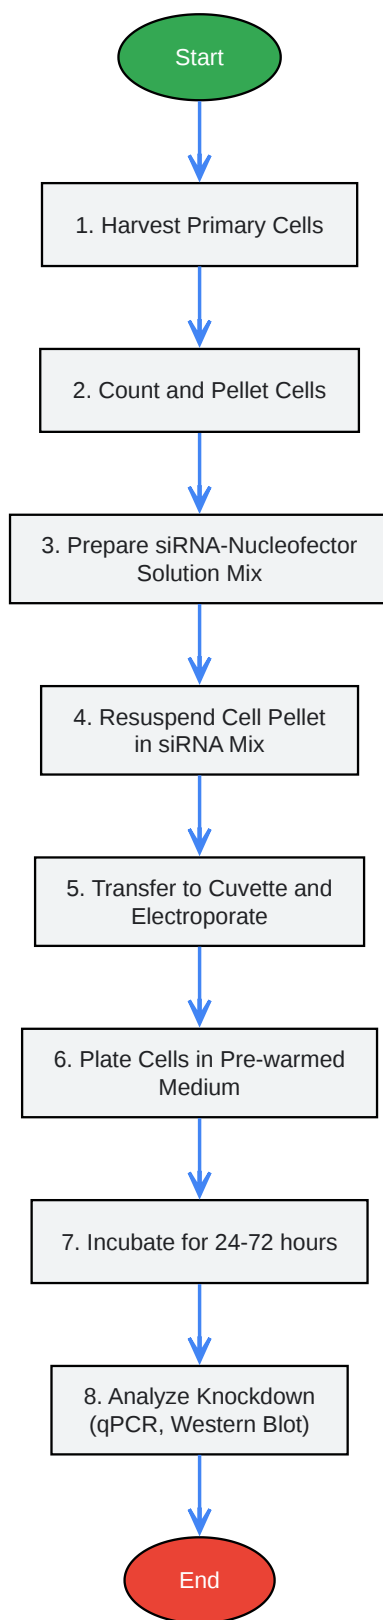 Start
1. Harvest Primary Cells
2. Count and Pellet Cells
3. Prepare siRNA-Nucleofector
Solution Mix
4. Resuspend Cell Pellet
in siRNA Mix
5. Transfer to Cuvette and
Electroporate
6. Plate Cells in Pre-warmed
Medium
7. Incubate for 24-72 hours
8. Analyze Knockdown
(qPCR, Western Blot)
End